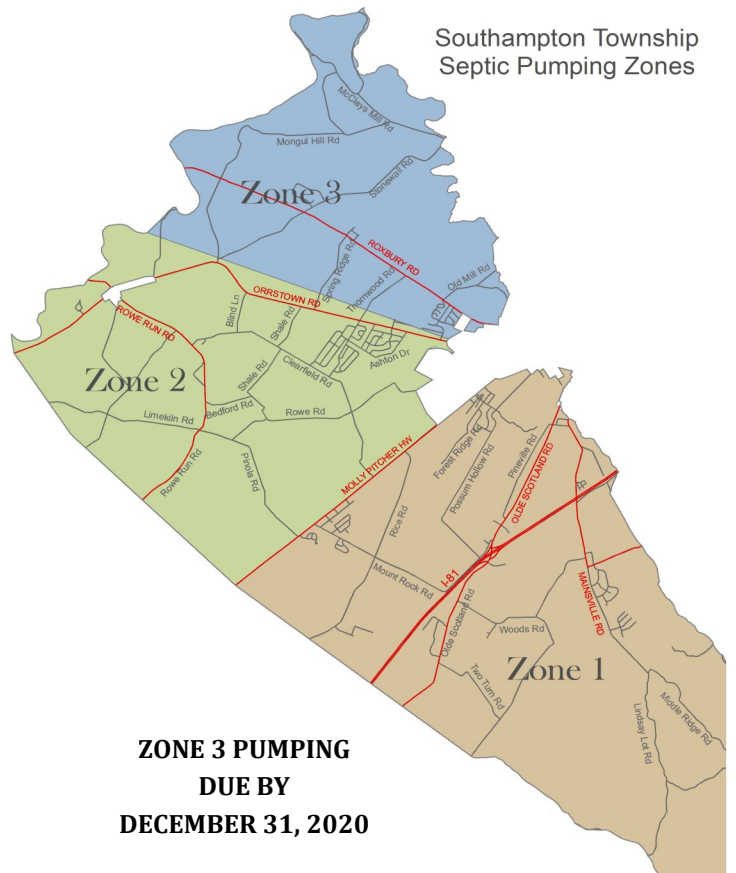 Southampton Township
Septic Pumping Zones
McClays Mill Rd
Mongul Hill Rd
Stonewall Rd
Zone 3
ROXBURY RD
Spring Ridge Rd
Thornwood Rd
Old Mill Rd
ORRSTOWN RD
Blind Ln
Shale Rd
ROWE RUN RD
Ashton Dr
Clearfield Rd
Zone 2
Shale Rd
Bedford Rd
Rowe Rd
Limekiln Rd
Rowe Run Rd
Pinola Rd
MOLLY PITCHER HW
Forest Ridge Rd
Possum Hollow Rd
Pineville Rd
OLDE SCOTLAND RD
Rice Rd
Mount Rock Rd
I-81
Olde Scotland Rd
MAINSVILLE RD
Woods Rd
Zone 1
Two Turn Rd
Middle Ridge Rd
Lindsay Lot Rd
ZONE 3 PUMPING
DUE BY
DECEMBER 31, 2020